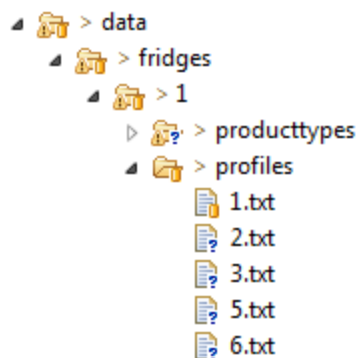 > data
> fridges
> 1
> producttypes
> profiles
1.txt
2.txt
3.txt
5.txt
6.txt